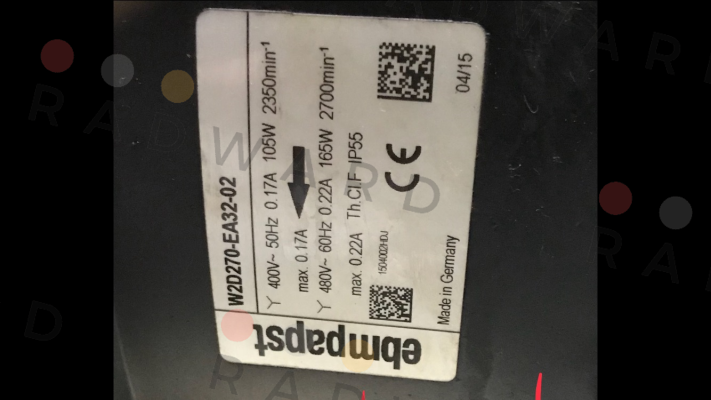 ebmpapst
W2D270-EA32-02
Y 400V~ 50Hz 0.17A 105W 2350min⁻¹
max. 0.17A
Y 480V~ 60Hz 0.22A 165W 2700min⁻¹
max. 0.22A Th.Cl.F IP55
1504002HDJ
CE
Made in Germany
04/15
RADWARD